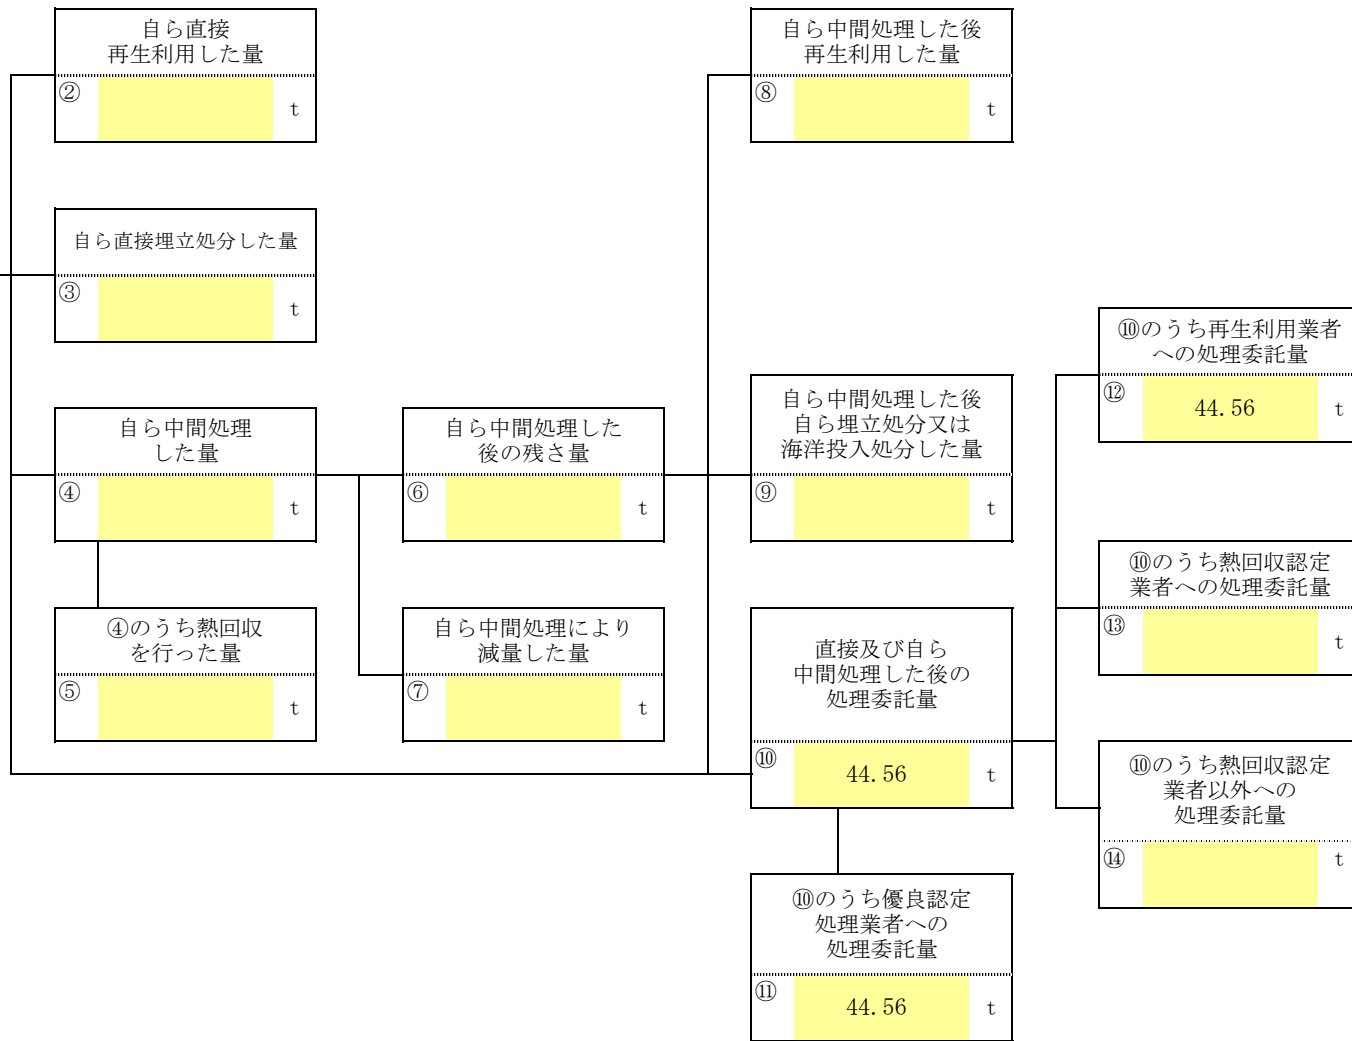 自ら直接
再生利用した量
② t
自ら中間処理した後
再生利用した量
⑧ t
自ら直接埋立処分した量
③ t
⑩のうち再生利用業者
への処理委託量
⑫ 44.56 t
自ら中間処理
した量
④ t
自ら中間処理した
後の残さ量
⑥ t
自ら中間処理した後
自ら埋立処分又は
海洋投入処分した量
⑨ t
⑩のうち熱回収認定
業者への処理委託量
⑬ t
④のうち熱回収
を行った量
⑤ t
自ら中間処理により
減量した量
⑦ t
直接及び自ら
中間処理した後の
処理委託量
⑩ 44.56 t
⑩のうち熱回収認定
業者以外への
処理委託量
⑭ t
⑩のうち優良認定
処理業者への
処理委託量
⑪ 44.56 t